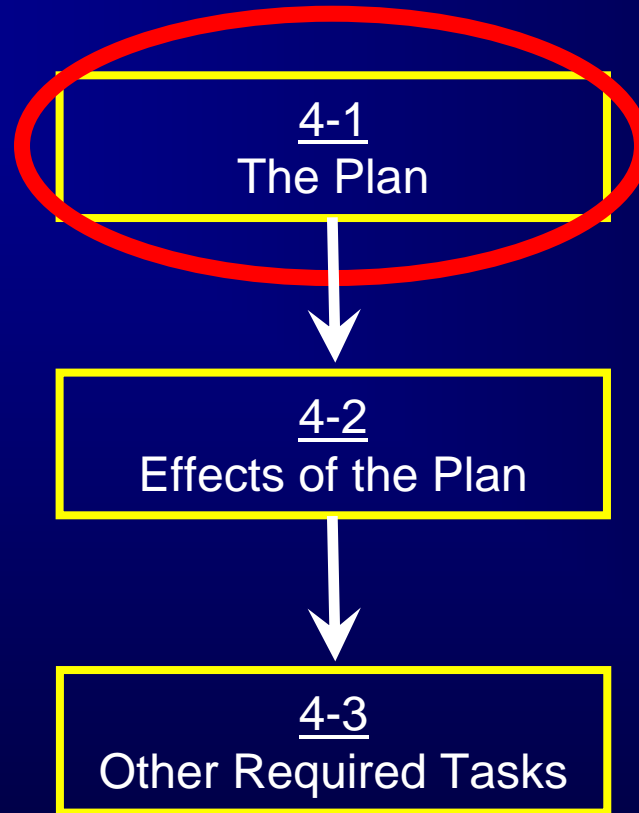 4-1
The Plan
4-2
Effects of the Plan
4-3
Other Required Tasks